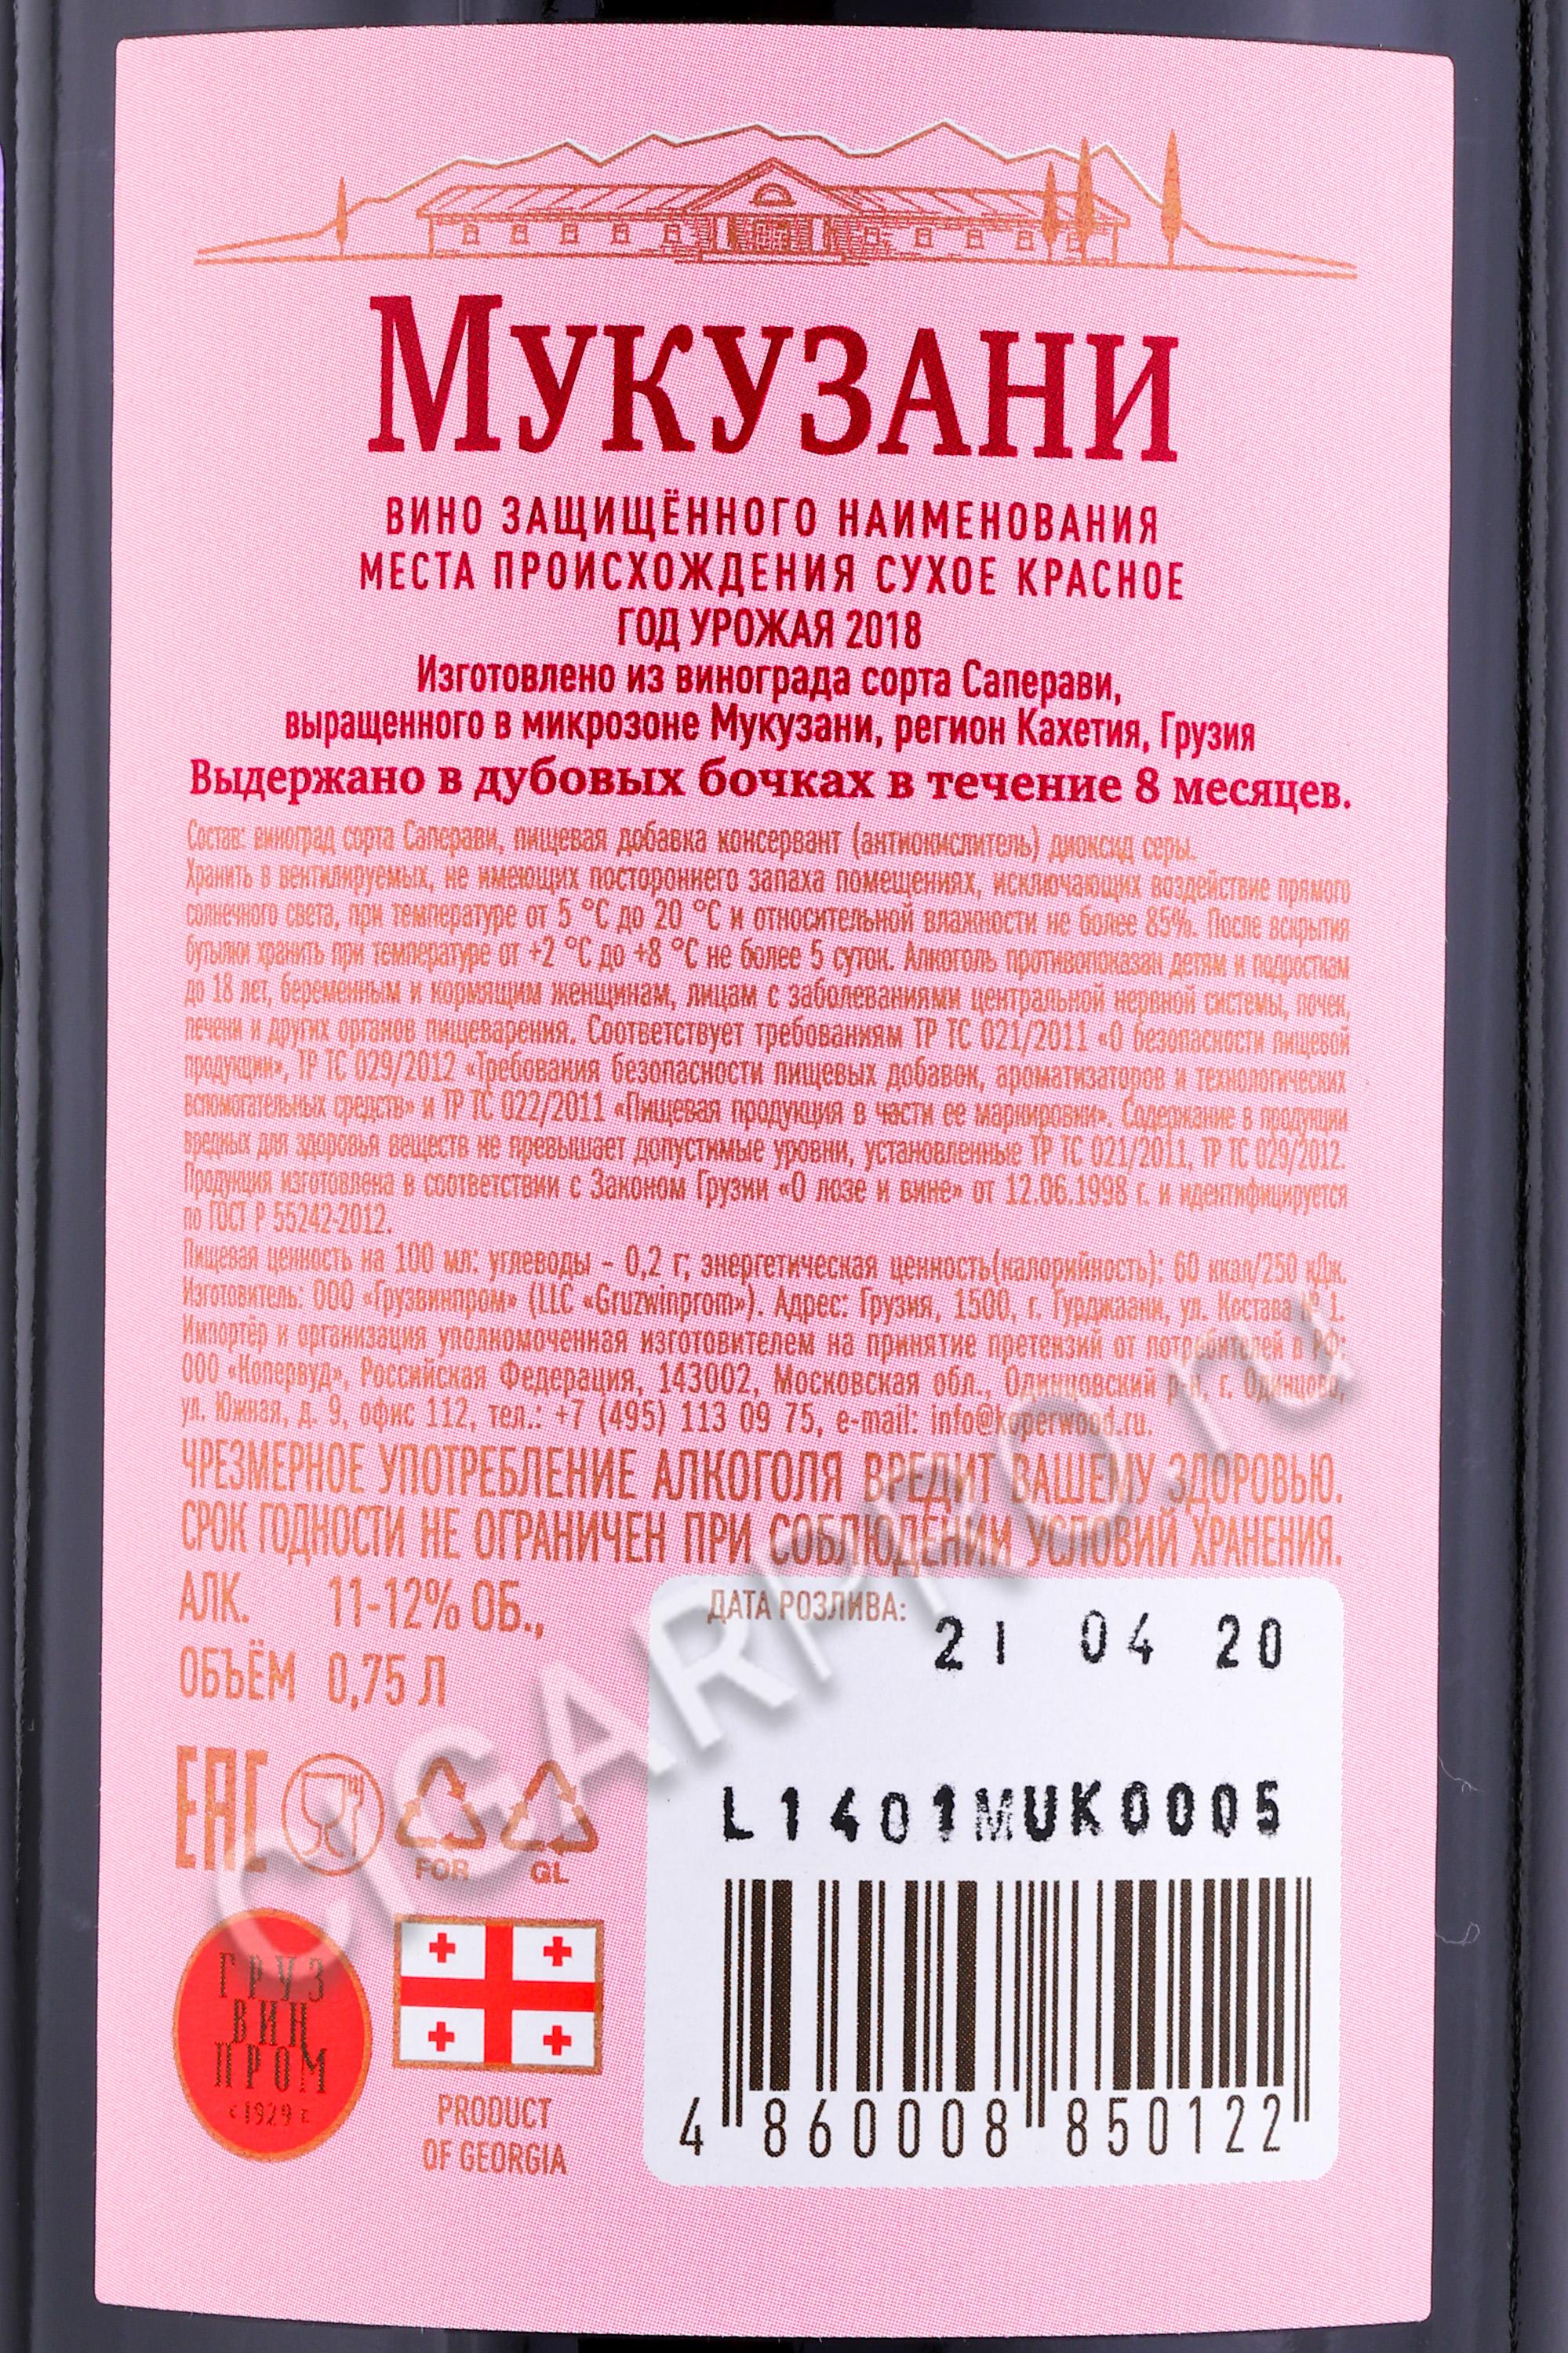 Мукузани
ВИНО ЗАЩИЩЁННОГО НАИМЕНОВАНИЯ
МЕСТА ПРОИСХОЖДЕНИЯ СУХОЕ КРАСНОЕ
ГОД УРОЖАЯ 2018
Изготовлено из винограда сорта Саперави,
выращенного в микрозоне Мукузани, регион Кахетия, Грузия
Выдержано в дубовых бочках в течение 8 месяцев.
Состав: виноград сорта Саперави, пищевая добавка консервант (антиокислитель) диоксид серы.
Хранить в вентилируемых, не имеющих постороннего запаха помещениях, исключающих воздействие прямого
солнечного света, при температуре от 5 °С до 20 °С и относительной влажности не более 85%. После вскрытия
бутылки хранить при температуре от +2 °С до +8 °С не более 5 суток. Алкоголь противопоказан детям и подросткам
до 18 лет, беременным и кормящим женщинам, лицам с заболеваниями центральной нервной системы, почек,
печени и других органов пищеварения. Соответствует требованиям ТР ТС 021/2011 «О безопасности пищевой
продукции», ТР ТС 029/2012 «Требования безопасности пищевых добавок, ароматизаторов и технологических
вспомогательных средств» и ТР ТС 022/2011 «Пищевая продукция в части ее маркировки». Содержание в продукции
вредных для здоровья веществ не превышает допустимые уровни, установленные ТР ТС 021/2011, ТР ТС 029/2012.
Продукция изготовлена в соответствии с Законом Грузии «О лозе и вине» от 12.06.1998 г. и идентифицируется
по ГОСТ Р 55242-2012.
Пищевая ценность на 100 мл: углеводы - 0,2 г; энергетическая ценность(калорийность): 60 ккал/250 кДж.
Изготовитель: ООО «Грузвинпром» (LLC «Gruzwinprom»). Адрес: Грузия, 1500, г. Гурджаани, ул. Костава № 1.
Импортёр и организация уполномоченная изготовителем на принятие претензий от потребителей в РФ:
ООО «Копервуд», Российская Федерация, 143002, Московская обл., Одинцовский р-н, г. Одинцово,
ул. Южная, д. 9, офис 112, тел.: +7 (495) 113 09 75, e-mail: info@koperwood.ru.
ЧРЕЗМЕРНОЕ УПОТРЕБЛЕНИЕ АЛКОГОЛЯ ВРЕДИТ ВАШЕМУ ЗДОРОВЬЮ.
СРОК ГОДНОСТИ НЕ ОГРАНИЧЕН ПРИ СОБЛЮДЕНИИ УСЛОВИЙ ХРАНЕНИЯ.
АЛК. 11-12% ОБ.,
ОБЪЁМ 0,75 Л
ДАТА РОЗЛИВА: 21 04 20
L1401MUK0005
EAC
FOR
GL
ГРУЗ
ВИН
ПРОМ
с 1929 г
PRODUCT
OF GEORGIA
4 860008 850122
CIGARPRO.ru